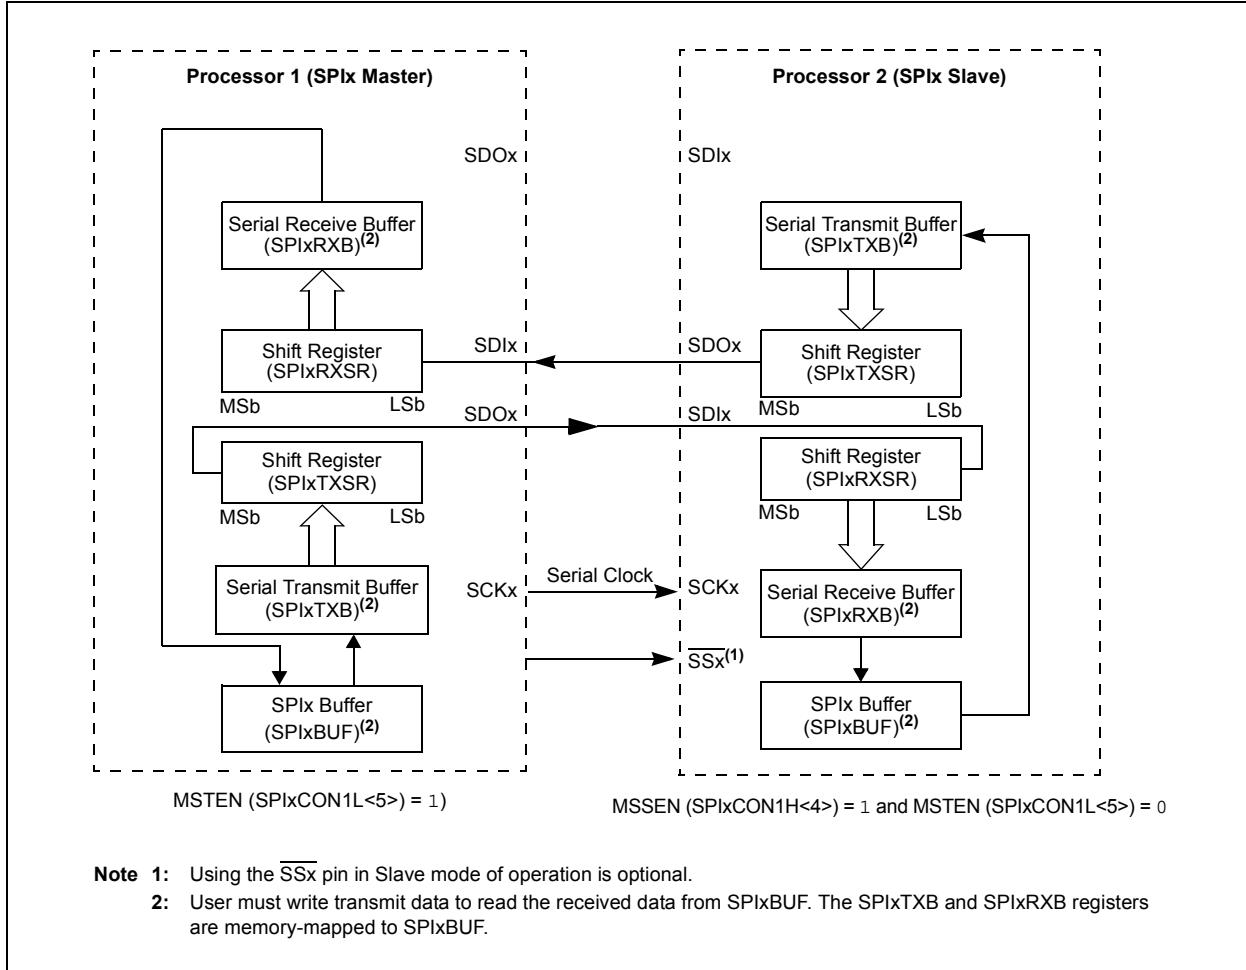 Processor 1 (SPIx Master)
Processor 2 (SPIx Slave)
SDOx
SDIx
Serial Receive Buffer
(SPIxRXB)(2)
Serial Transmit Buffer
(SPIxTXB)(2)
Shift Register
(SPIxRXSR)
SDIx
SDOx
Shift Register
(SPIxTXSR)
MSb
LSb
MSb
LSb
SDOx
SDIx
Shift Register
(SPIxTXSR)
Shift Register
(SPIxRXSR)
MSb
LSb
MSb
LSb
Serial Transmit Buffer
(SPIxTXB)(2)
SCKx
Serial Clock
SCKx
Serial Receive Buffer
(SPIxRXB)(2)
SSx(1)
SPIx Buffer
(SPIxBUF)(2)
SPIx Buffer
(SPIxBUF)(2)
MSTEN (SPIxCON1L<5>) = 1)
MSSEN (SPIxCON1H<4>) = 1 and MSTEN (SPIxCON1L<5>) = 0
Note 1: Using the SSx pin in Slave mode of operation is optional.
2: User must write transmit data to read the received data from SPIxBUF. The SPIxTXB and SPIxRXB registers
are memory-mapped to SPIxBUF.